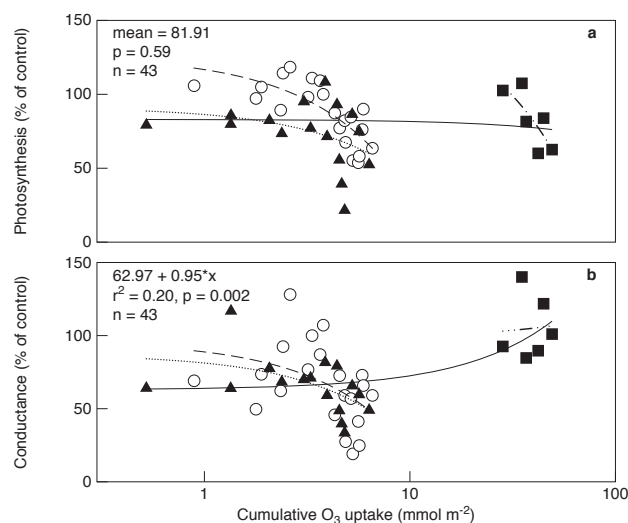 150
mean = 81.91
a
p = 0.59
n = 43
100
50
0
Photosynthesis (% of control)
150
62.97 + 0.95*x
b
r² = 0.20, p = 0.002
n = 43
100
50
0
Conductance (% of control)
1
10
100
Cumulative O₃ uptake (mmol m⁻²)